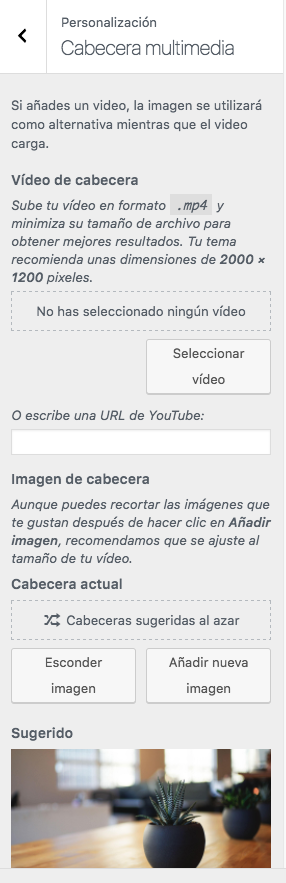 Personalización
Cabecera multimedia
Si añades un video, la imagen se utilizará
como alternativa mientras que el video
carga.
Vídeo de cabecera
Sube tu vídeo en formato .mp4 y
minimiza su tamaño de archivo para
obtener mejores resultados. Tu tema
recomienda unas dimensiones de 2000 ×
1200 pixeles.
No has seleccionado ningún vídeo
Seleccionar
vídeo
O escribe una URL de YouTube:
Imagen de cabecera
Aunque puedes recortar las imágenes que
te gustan después de hacer clic en Añadir
imagen, recomendamos que se ajuste al
tamaño de tu vídeo.
Cabecera actual
Cabeceras sugeridas al azar
Esconder
imagen
Añadir nueva
imagen
Sugerido